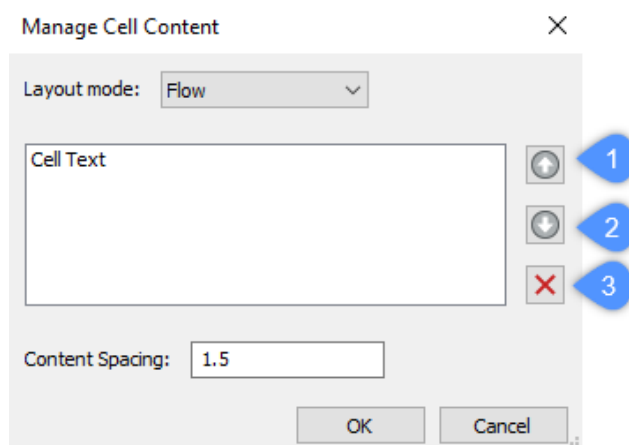 Manage Cell Content
Layout mode: Flow
Cell Text
1
2
3
Content Spacing: 1.5
OK Cancel